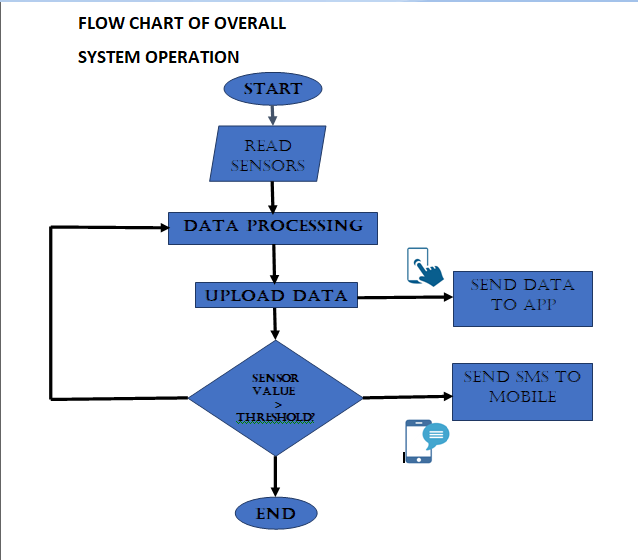 FLOW CHART OF OVERALL
SYSTEM OPERATION
START
READ
SENSORS
DATA PROCESSING
UPLOAD DATA
SEND DATA
TO APP
SENSOR
VALUE
>
THRESHOLD?
SEND SMS TO
MOBILE
END